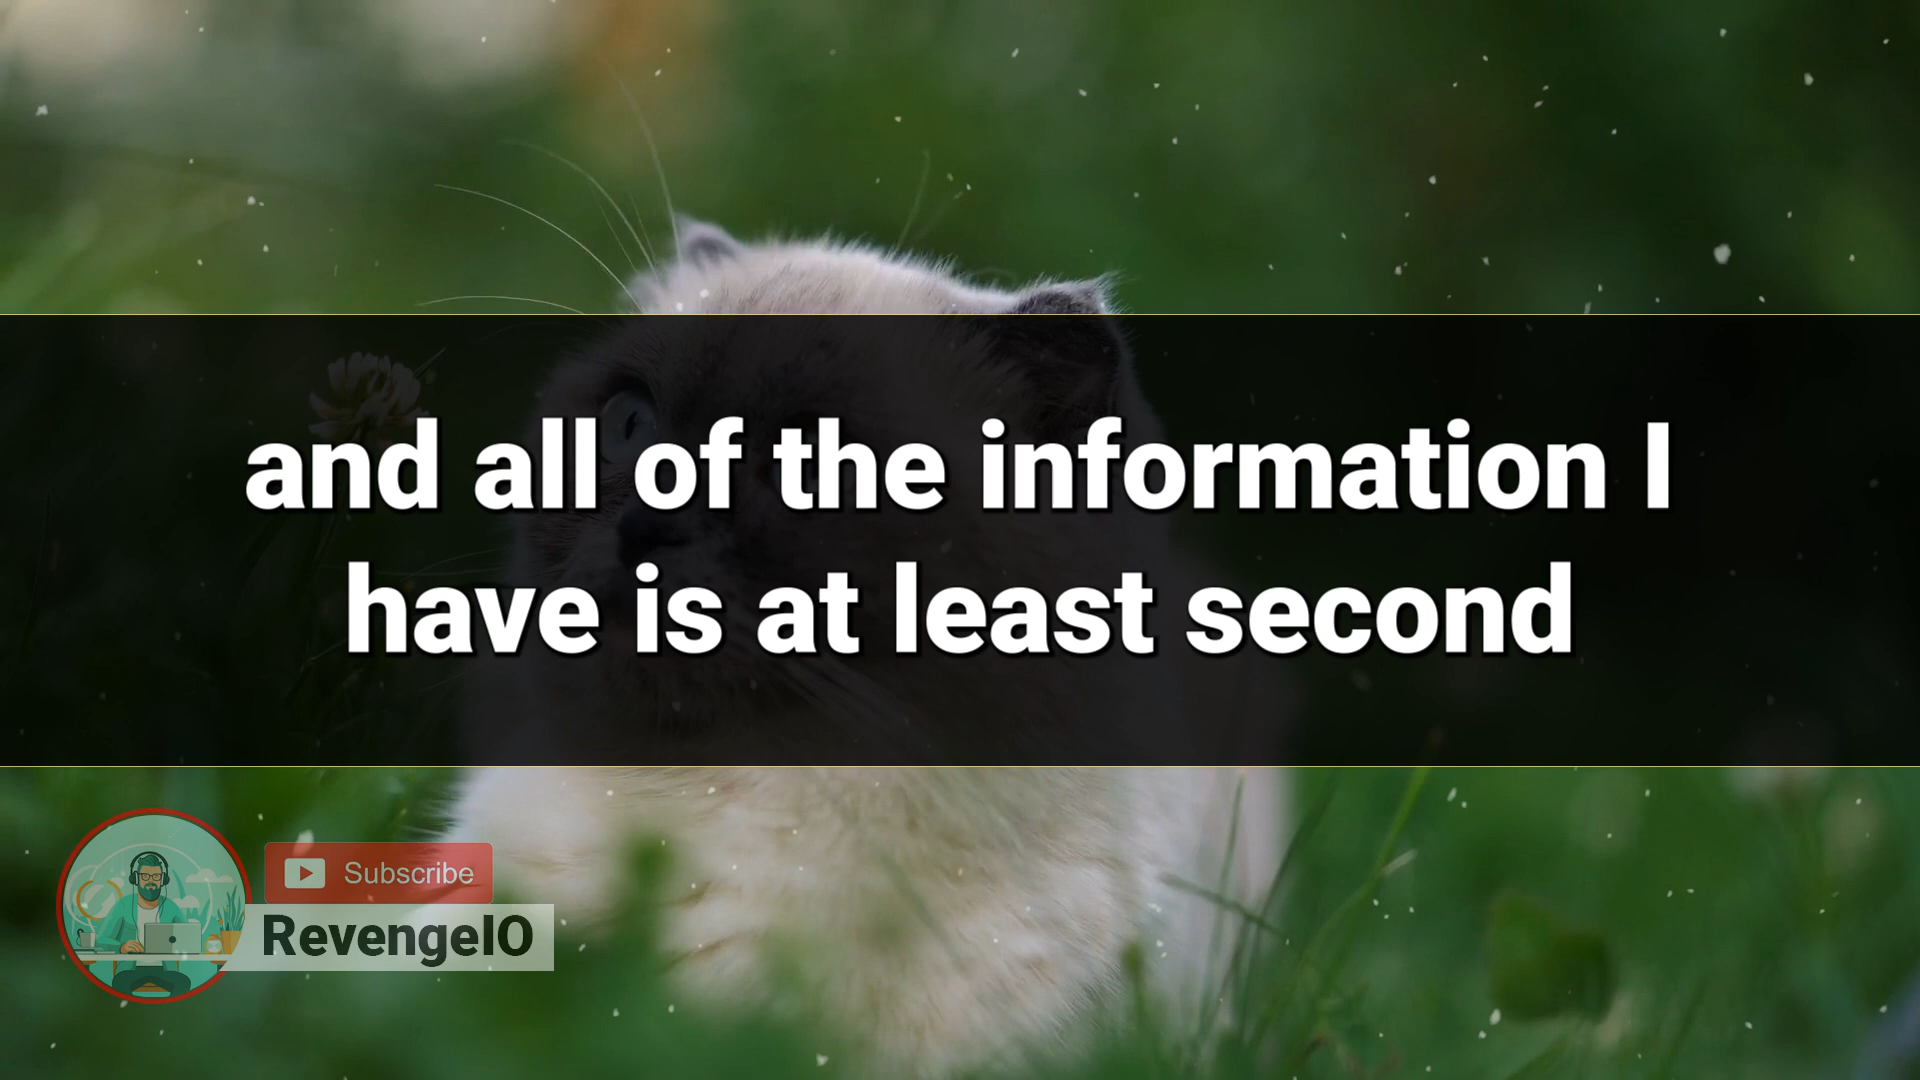 and all of the information I
have is at least second
Subscribe
RevengeIO